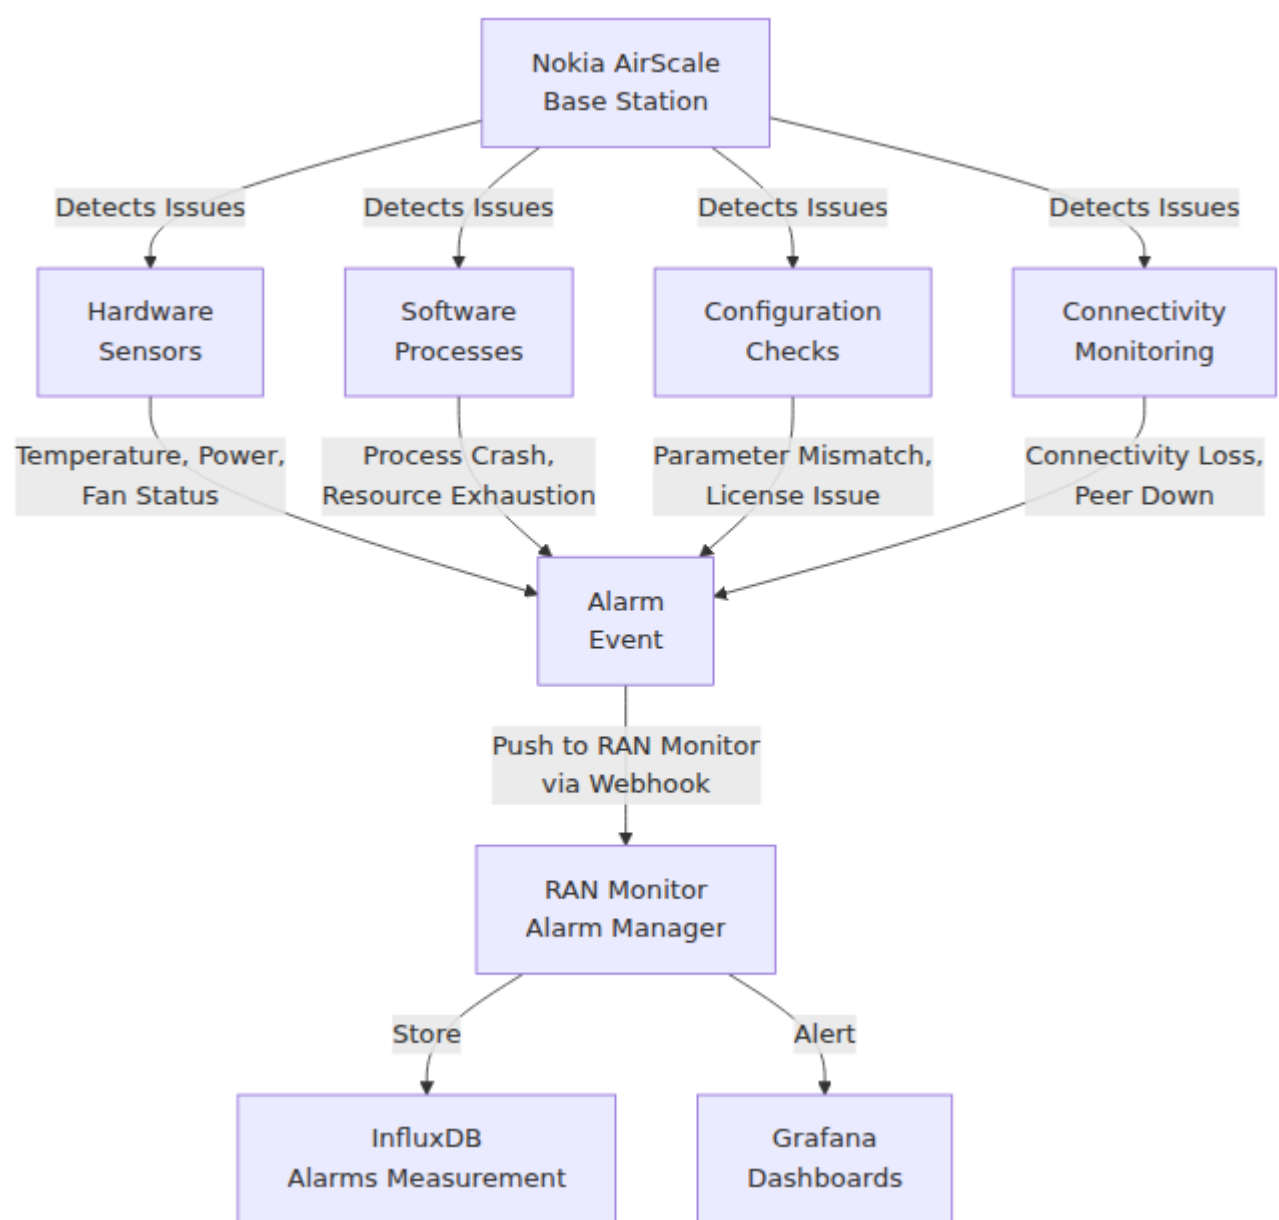 Nokia AirScale
Base Station
Detects Issues
Detects Issues
Detects Issues
Detects Issues
Hardware
Sensors
Software
Processes
Configuration
Checks
Connectivity
Monitoring
Temperature, Power,
Fan Status
Process Crash,
Resource Exhaustion
Parameter Mismatch,
License Issue
Connectivity Loss,
Peer Down
Alarm
Event
Push to RAN Monitor
via Webhook
RAN Monitor
Alarm Manager
Store
Alert
InfluxDB
Alarms Measurement
Grafana
Dashboards